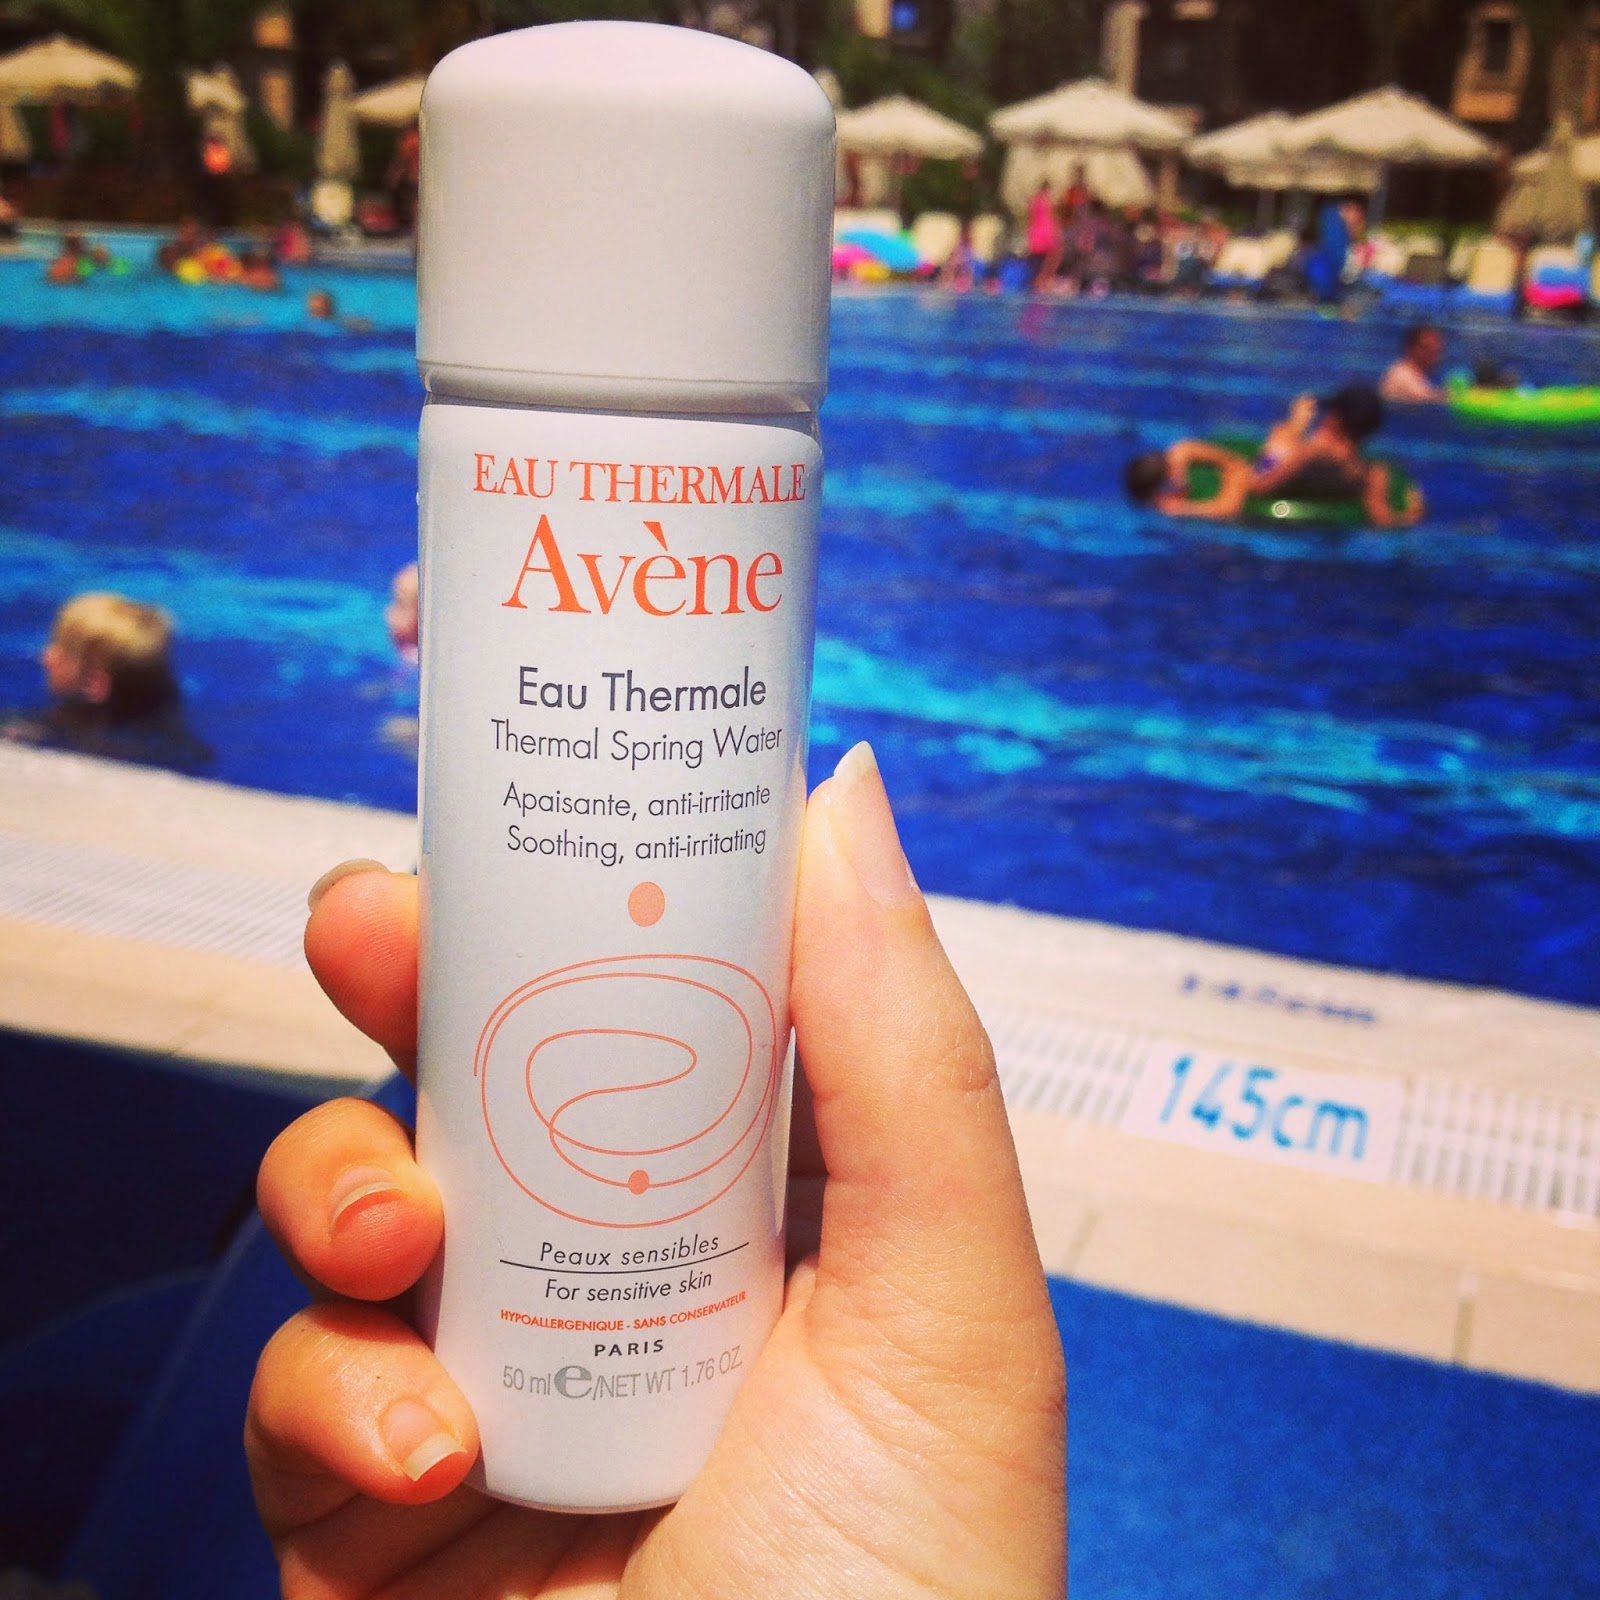 EAU THERMALE
Avène
Eau Thermale
Thermal Spring Water
Apaisante, anti-irritante
Soothing, anti-irritating
Peaux sensibles
For sensitive skin
HYPOALLERGENIQUE - SANS CONSERVATEUR
PARIS
50 ml e/NET WT 1.76 OZ.
145cm